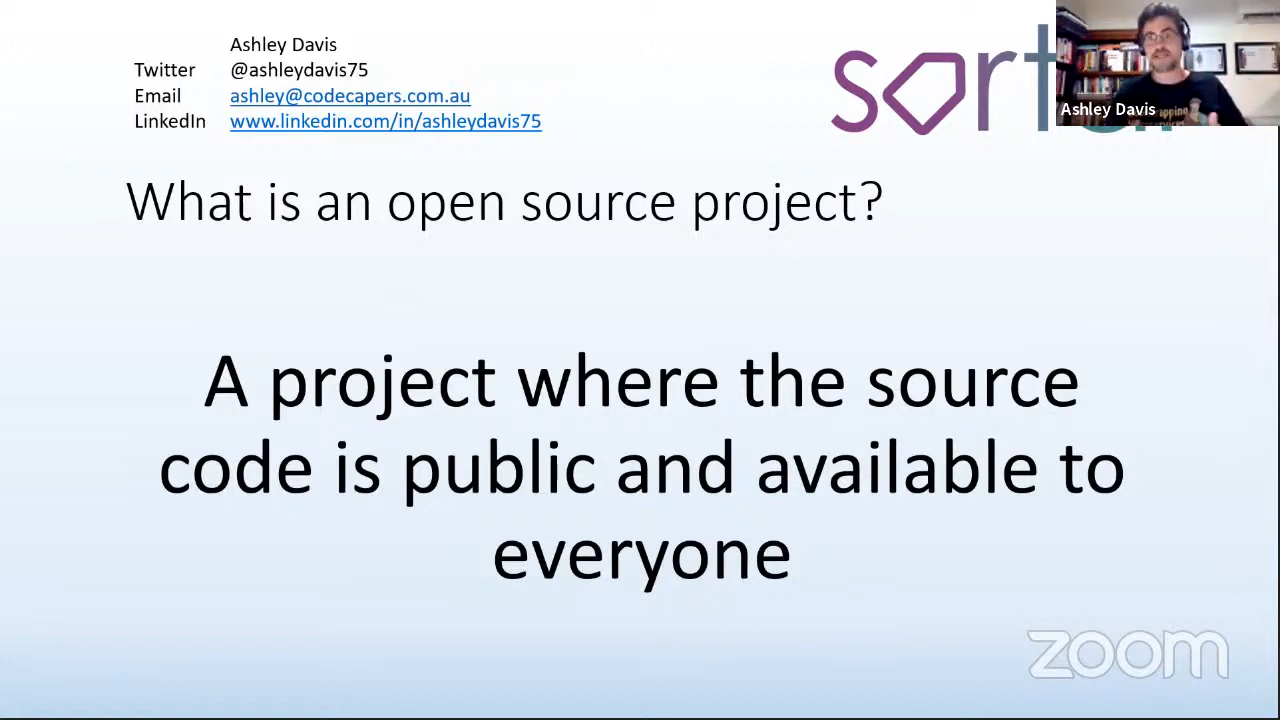 Ashley Davis
Twitter @ashleydavis75
Email ashley@codecapers.com.au
LinkedIn www.linkedin.com/in/ashleydavis75
Ashley Davis
What is an open source project?
A project where the source
code is public and available to
everyone
zoom